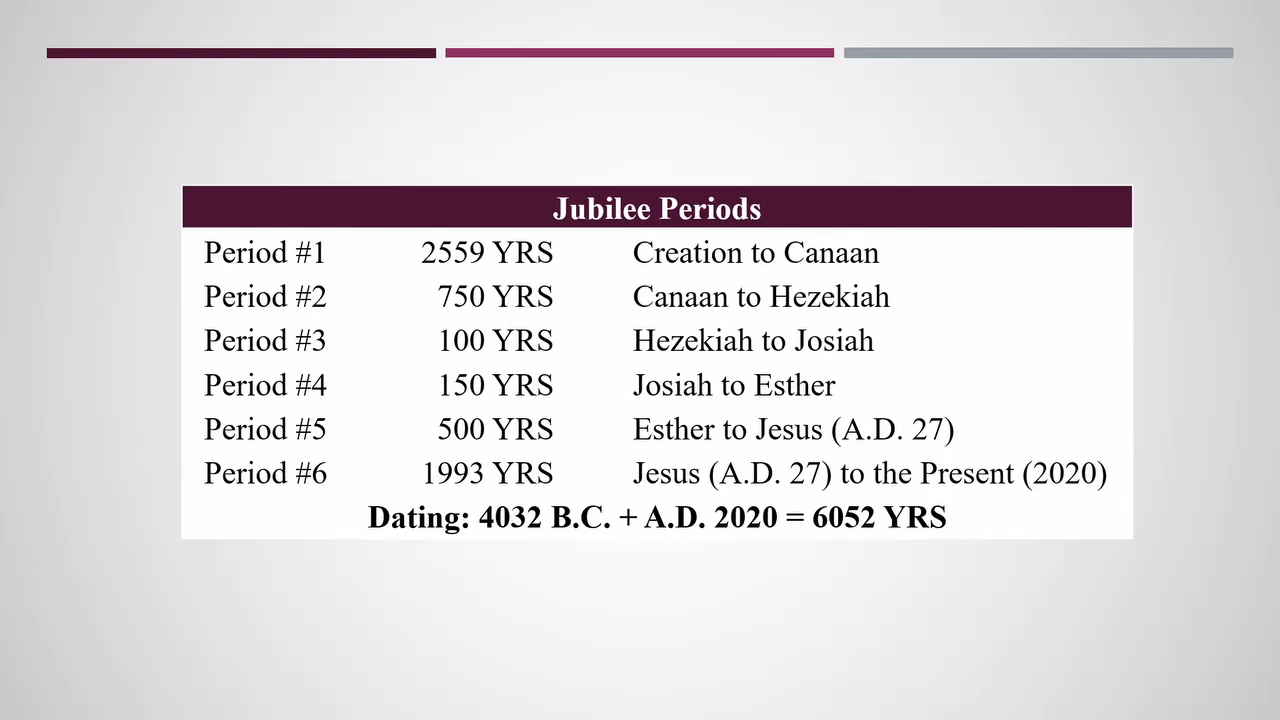 Jubilee Periods
Period #1 2559 YRS Creation to Canaan
Period #2 750 YRS Canaan to Hezekiah
Period #3 100 YRS Hezekiah to Josiah
Period #4 150 YRS Josiah to Esther
Period #5 500 YRS Esther to Jesus (A.D. 27)
Period #6 1993 YRS Jesus (A.D. 27) to the Present (2020)
Dating: 4032 B.C. + A.D. 2020 = 6052 YRS